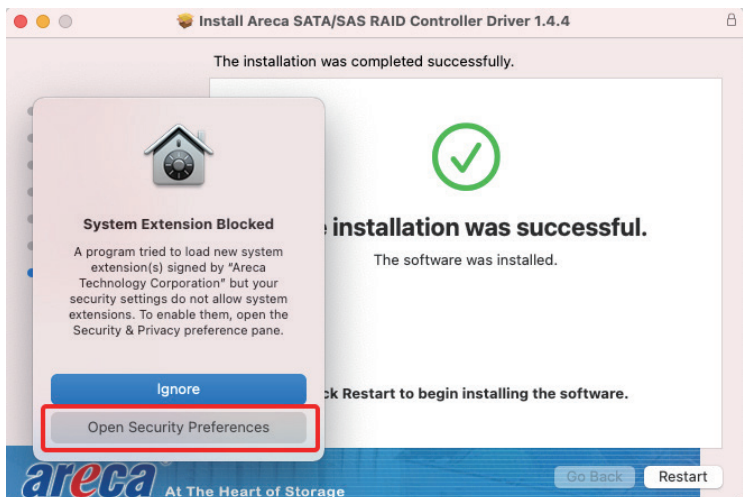 Install Areca SATA/SAS RAID Controller Driver 1.4.4
The installation was completed successfully.
System Extension Blocked
A program tried to load new system
extension(s) signed by “Areca
Technology Corporation” but your
security settings do not allow system
extensions. To enable them, open the
Security & Privacy preference pane.
Ignore
Open Security Preferences
installation was successful.
The software was installed.
Restart to begin installing the software.
areca
At The Heart of Storage
Go Back
Restart